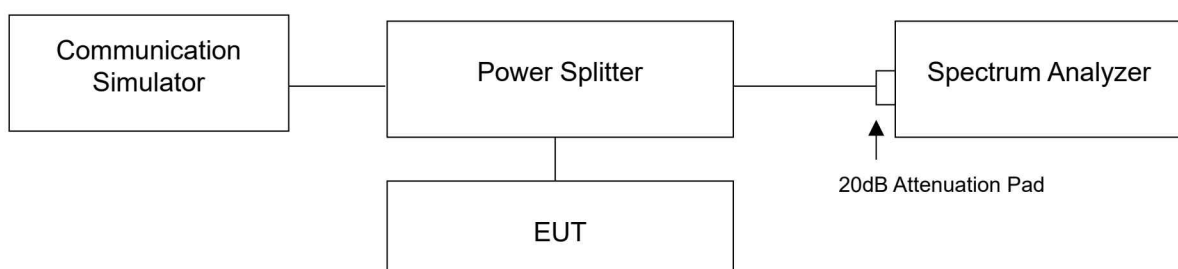 Communication
Simulator
Power Splitter
Spectrum Analyzer
20dB Attenuation Pad
EUT